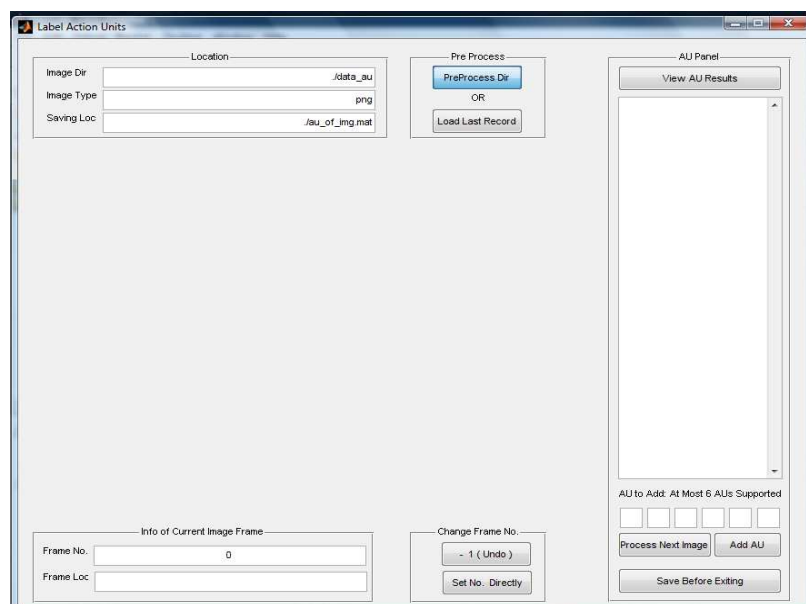 Label Action Units
Location
Image Dir
./data_au
Image Type
png
Saving Loc
./au_of_img.mat
Pre Process
PreProcess Dir
OR
Load Last Record
AU Panel
View AU Results
AU to Add: At Most 6 AUs Supported
Process Next Image
Add AU
Save Before Exiting
Info of Current Image Frame
Frame No.
0
Frame Loc
Change Frame No.
- 1 ( Undo )
Set No. Directly